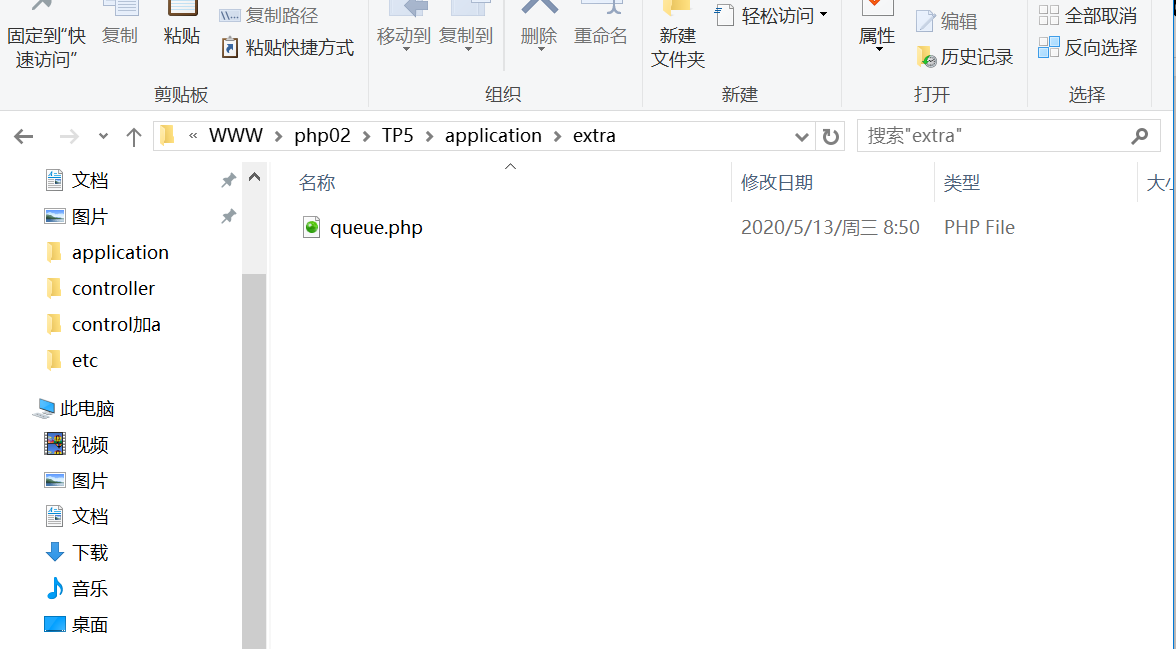 固定到“快
速访问”
复制
粘贴
复制路径
粘贴快捷方式
剪贴板
移动到
复制到
删除
重命名
组织
新建
文件夹
轻松访问
新建
属性
编辑
历史记录
打开
全部取消
反向选择
选择
« WWW > php02 > TP5 > application > extra
搜索"extra"
文档
图片
application
controller
control加a
etc
此电脑
视频
图片
文档
下载
音乐
桌面
名称 修改日期 类型 大小
queue.php 2020/5/13/周三 8:50 PHP File